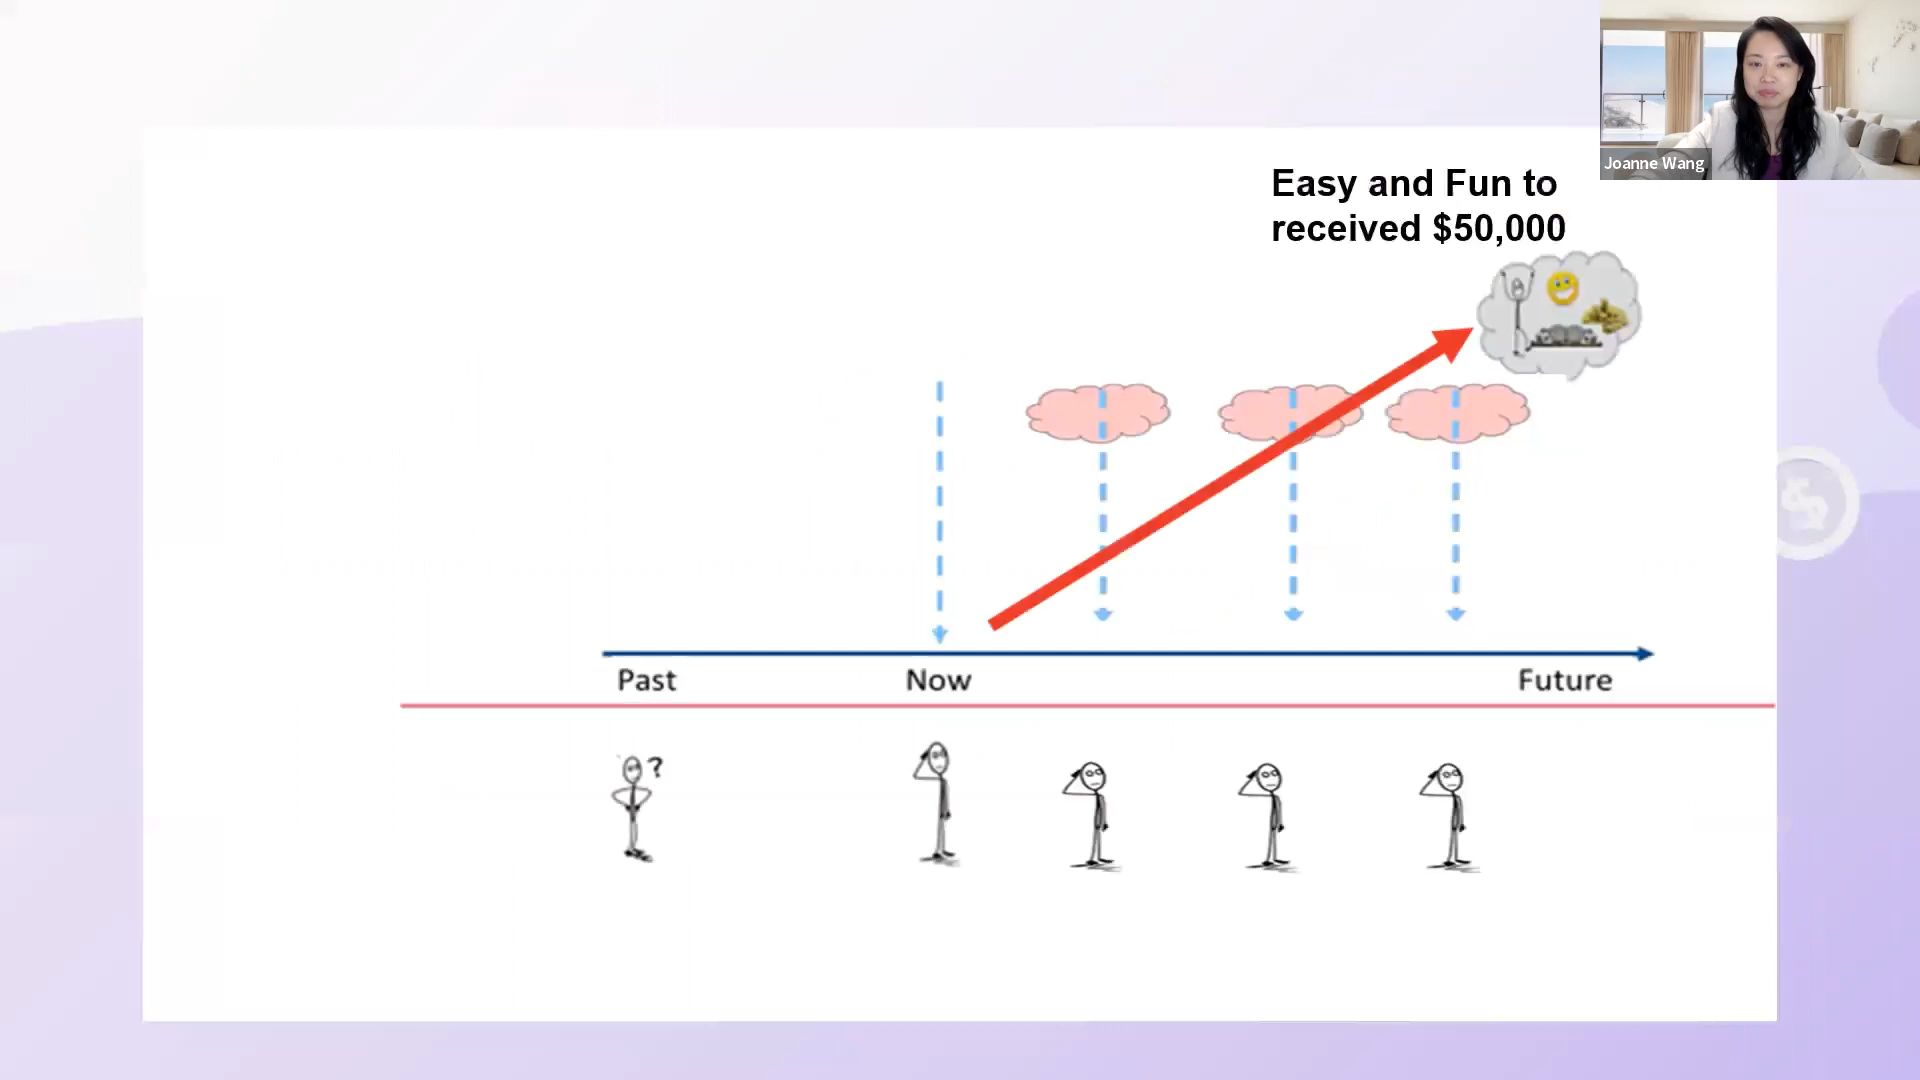 Joanne Wang
Easy and Fun to
received $50,000
$
Past
Now
Future
?